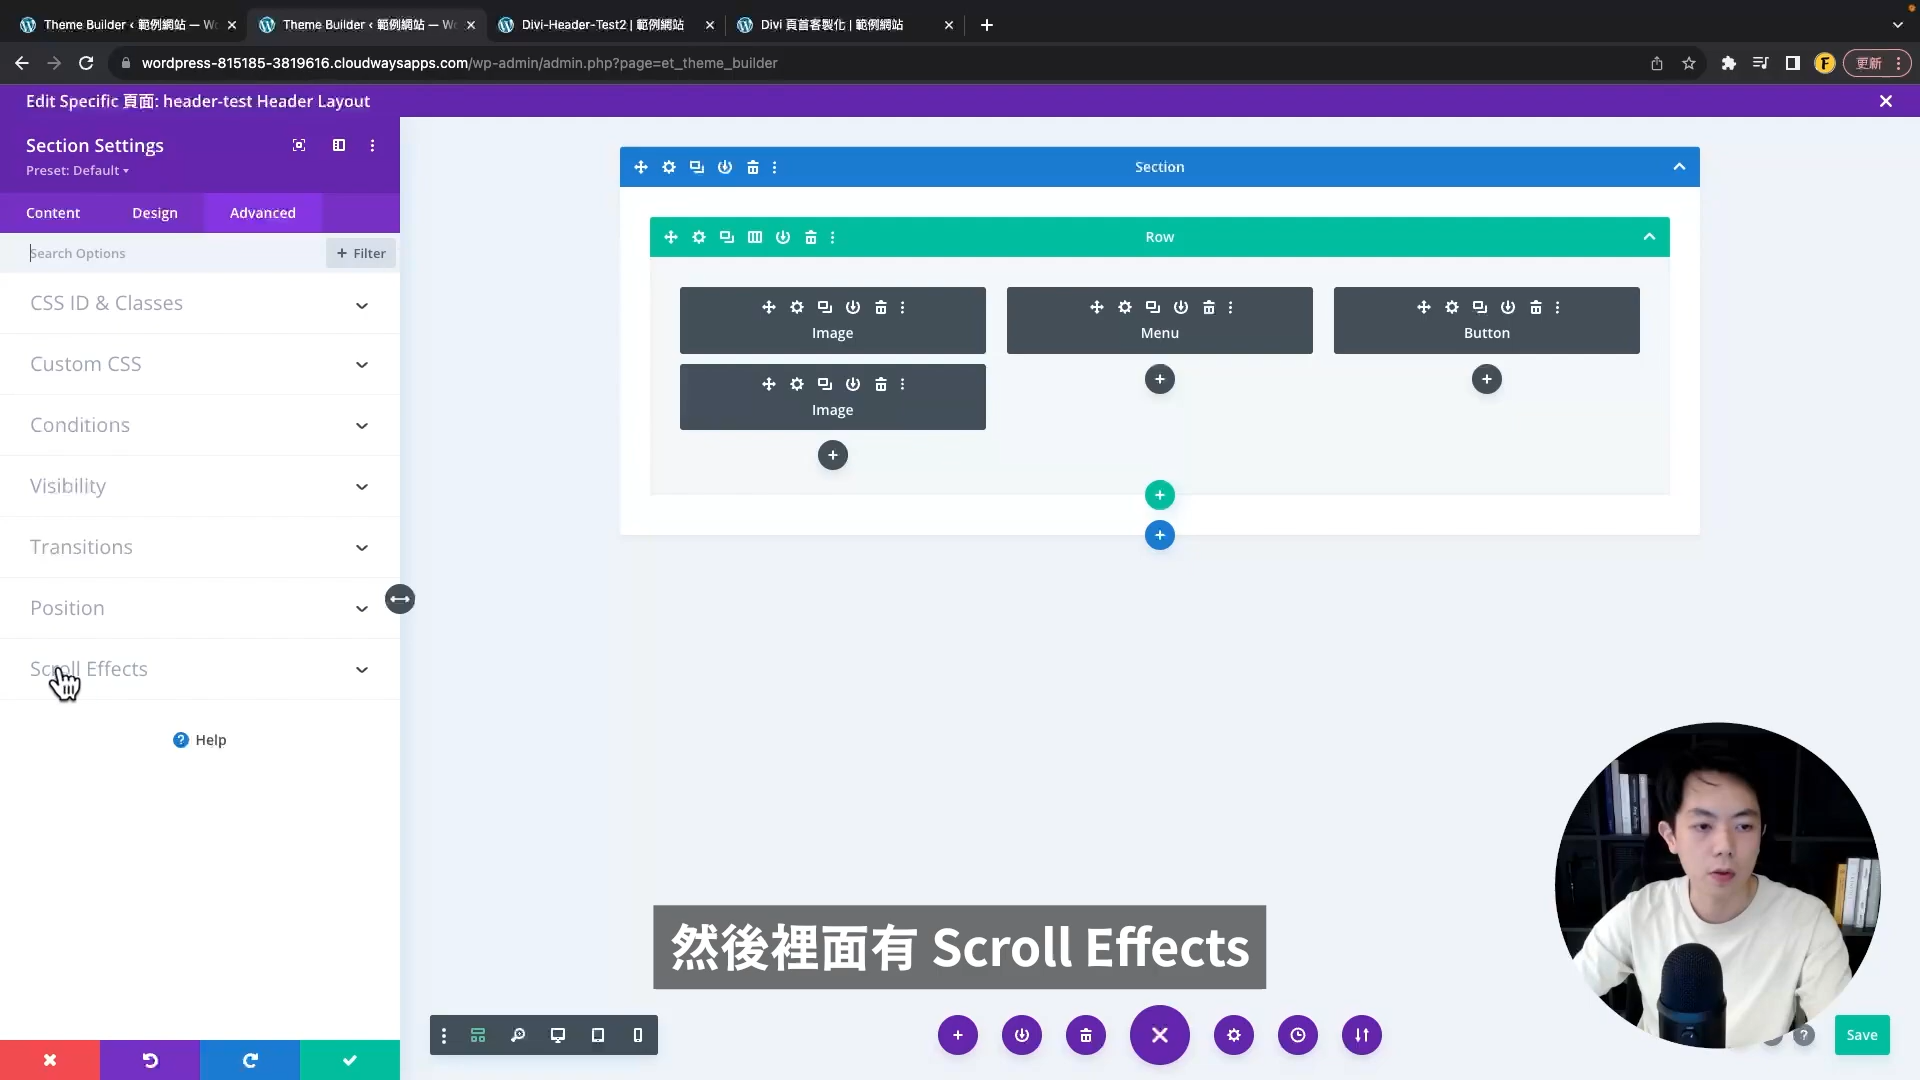 Theme Builder ‹ 範例網站 — Wo
Theme Builder ‹ 範例網站 — Wo
Divi-Header-Test2 | 範例網站
Divi 頁首客製化 | 範例網站
wordpress-815185-3819616.cloudwaysapps.com/wp-admin/admin.php?page=et_theme_builder
F
更新
Edit Specific 頁面: header-test Header Layout
Section Settings
Preset: Default
Content
Design
Advanced
Search Options
+ Filter
CSS ID & Classes
Custom CSS
Conditions
Visibility
Transitions
Position
Scroll Effects
? Help
Section
Row
Image
Menu
Button
Image
然後裡面有 Scroll Effects
?
Save